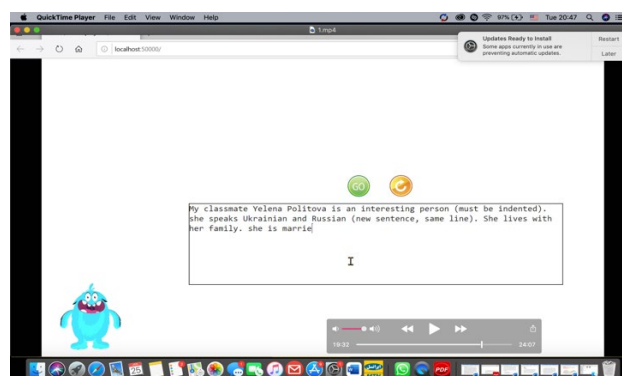 QuickTime Player File Edit View Window Help
97% Tue 20:47
1.mp4
Updates Ready to Install
Some apps currently in use are
preventing automatic updates.
Restart
Later
localhost:50000/
GO
My classmate Yelena Politova is an interesting person (must be indented).
she speaks Ukrainian and Russian (new sentence, same line). She lives with
her family. she is marrie
19:32
24:07
25
PDF